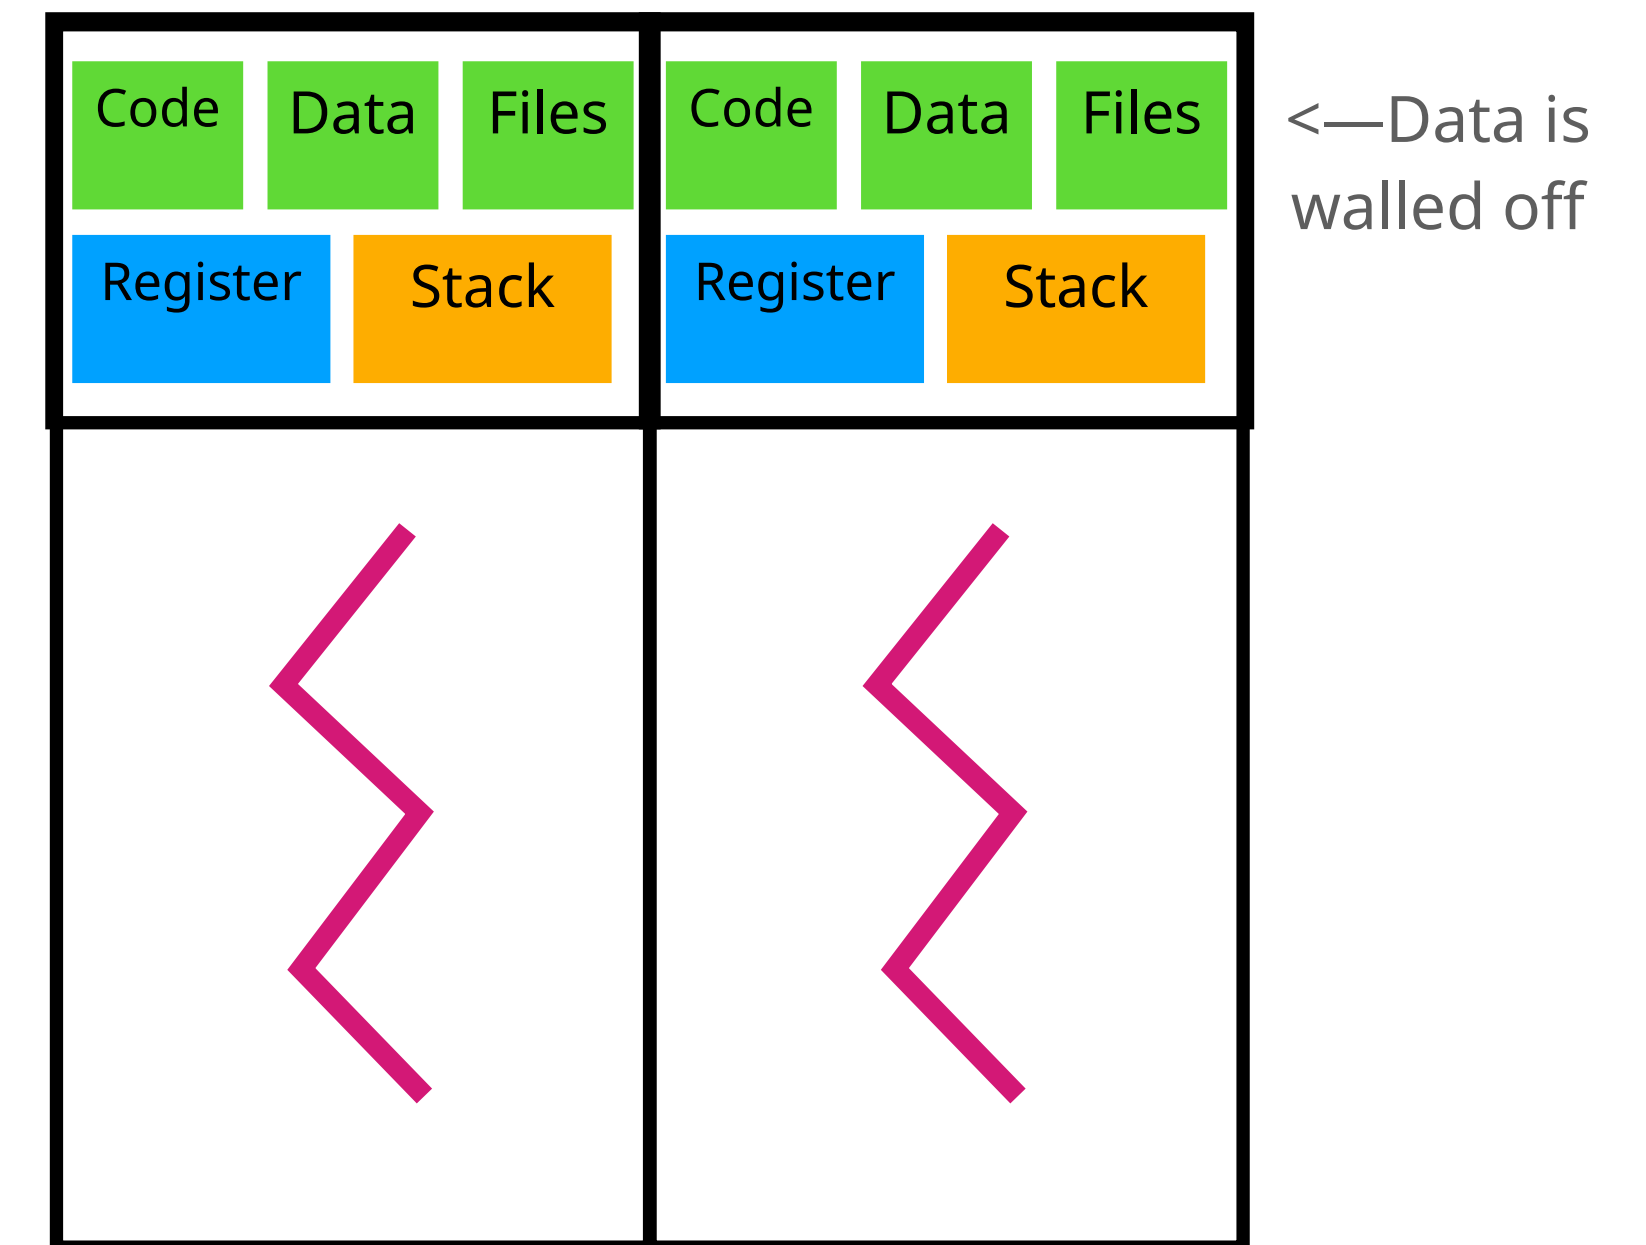 Code Data Files Code Data Files
Register Stack Register Stack
<—Data is
walled off